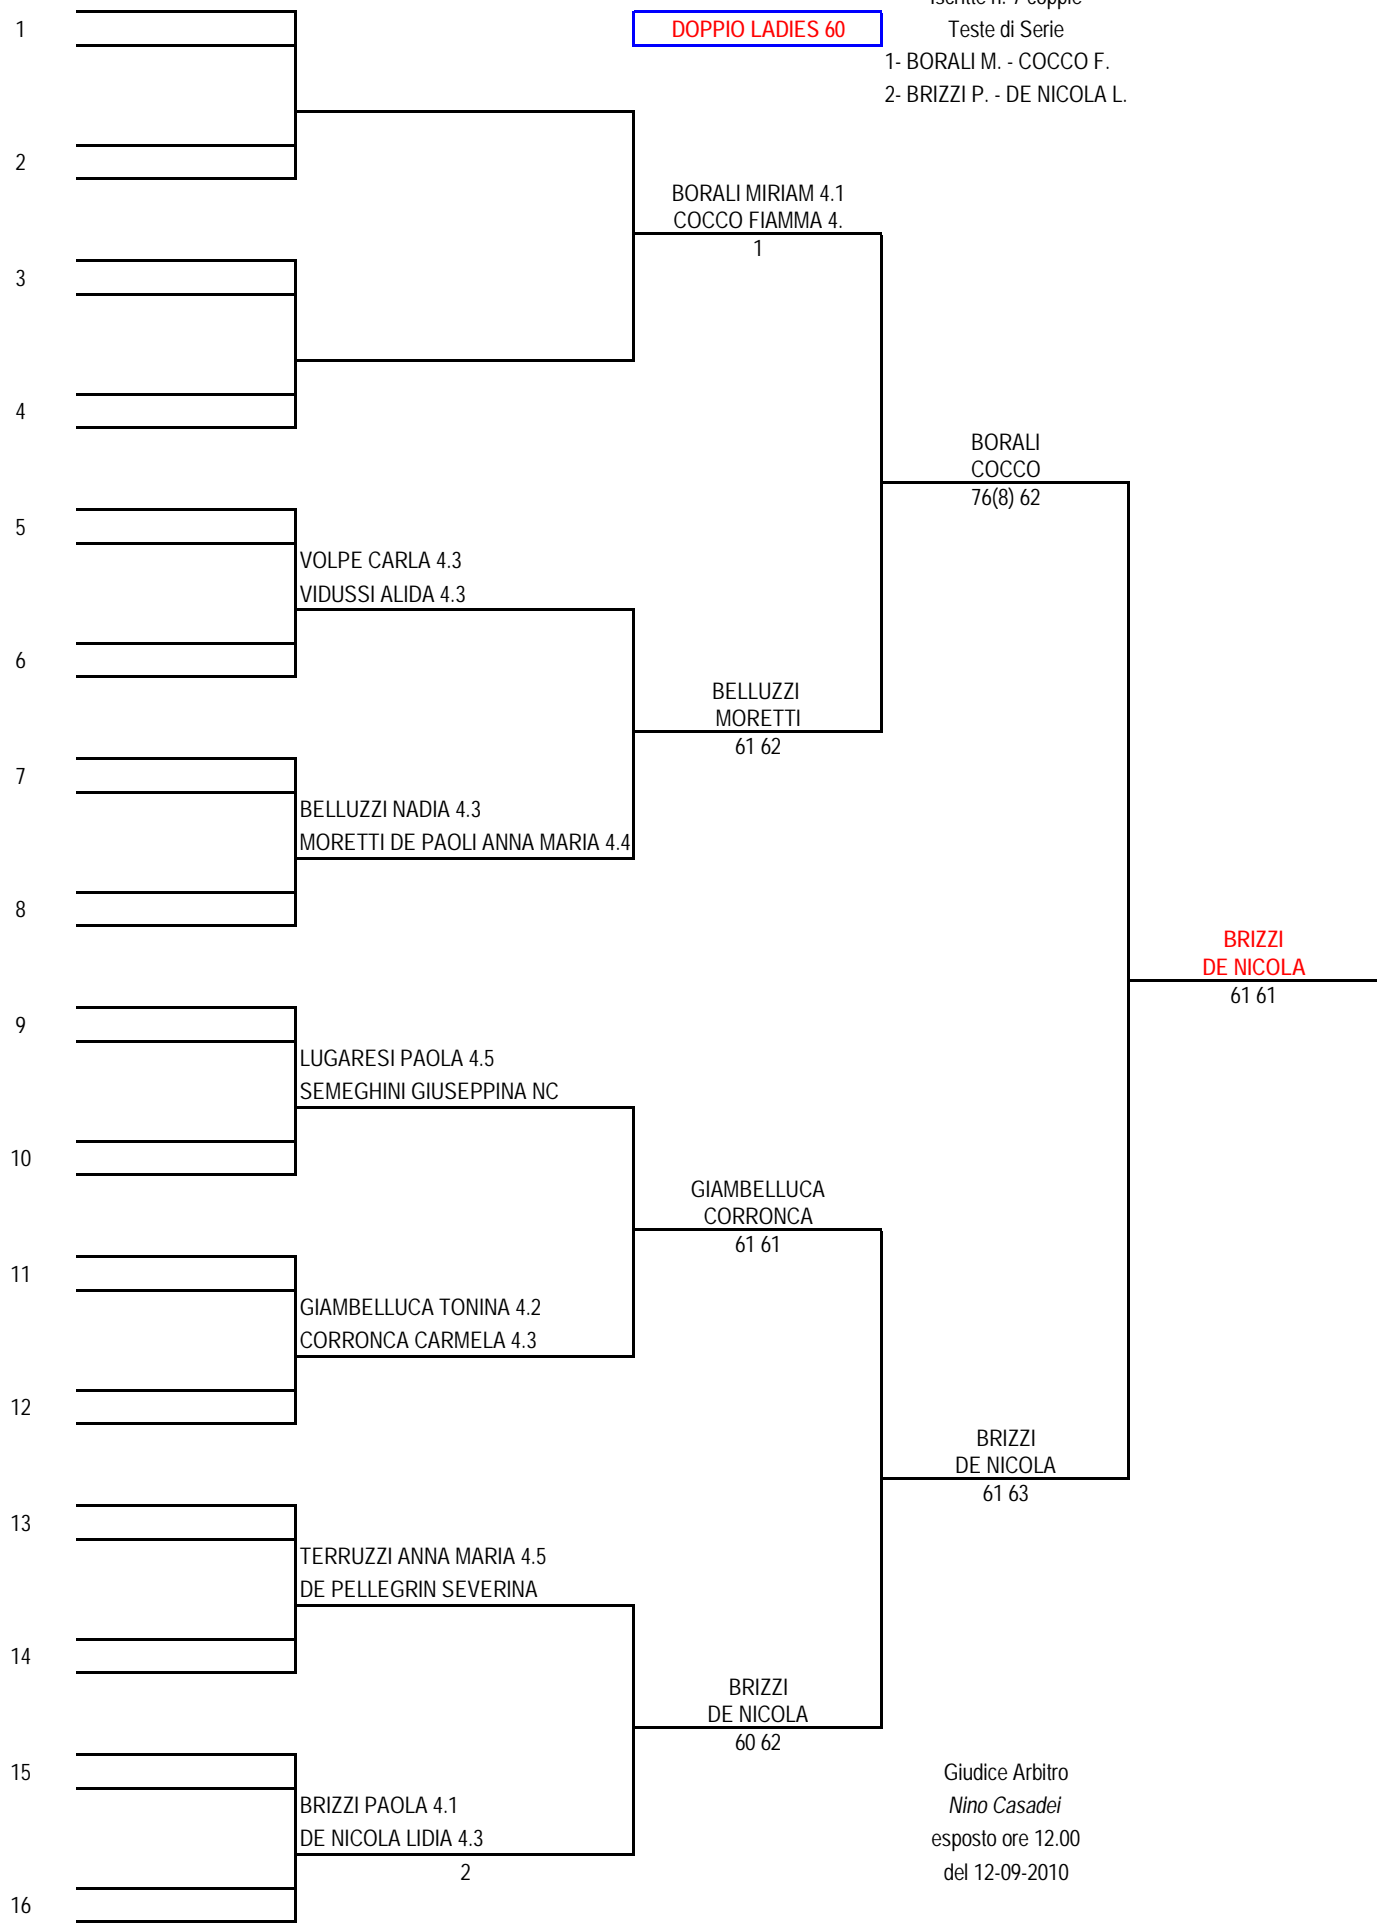 Iscritte n. 7 coppie
1
DOPPIO LADIES 60
Teste di Serie
1- BORALI M. - COCCO F.
2- BRIZZI P. - DE NICOLA L.
2
BORALI MIRIAM 4.1
COCCO FIAMMA 4.
1
3
4
BORALI
COCCO
76(8) 62
5
VOLPE CARLA 4.3
VIDUSSI ALIDA 4.3
6
BELLUZZI
MORETTI
61 62
7
BELLUZZI NADIA 4.3
MORETTI DE PAOLI ANNA MARIA 4.4
8
BRIZZI
DE NICOLA
61 61
9
LUGARESI PAOLA 4.5
SEMEGHINI GIUSEPPINA NC
10
GIAMBELLUCA
CORRONCA
61 61
11
GIAMBELLUCA TONINA 4.2
CORRONCA CARMELA 4.3
12
BRIZZI
DE NICOLA
61 63
13
TERRUZZI ANNA MARIA 4.5
DE PELLEGRIN SEVERINA
14
BRIZZI
DE NICOLA
60 62
15
BRIZZI PAOLA 4.1
DE NICOLA LIDIA 4.3
2
16
Giudice Arbitro
Nino Casadei
esposto ore 12.00
del 12-09-2010